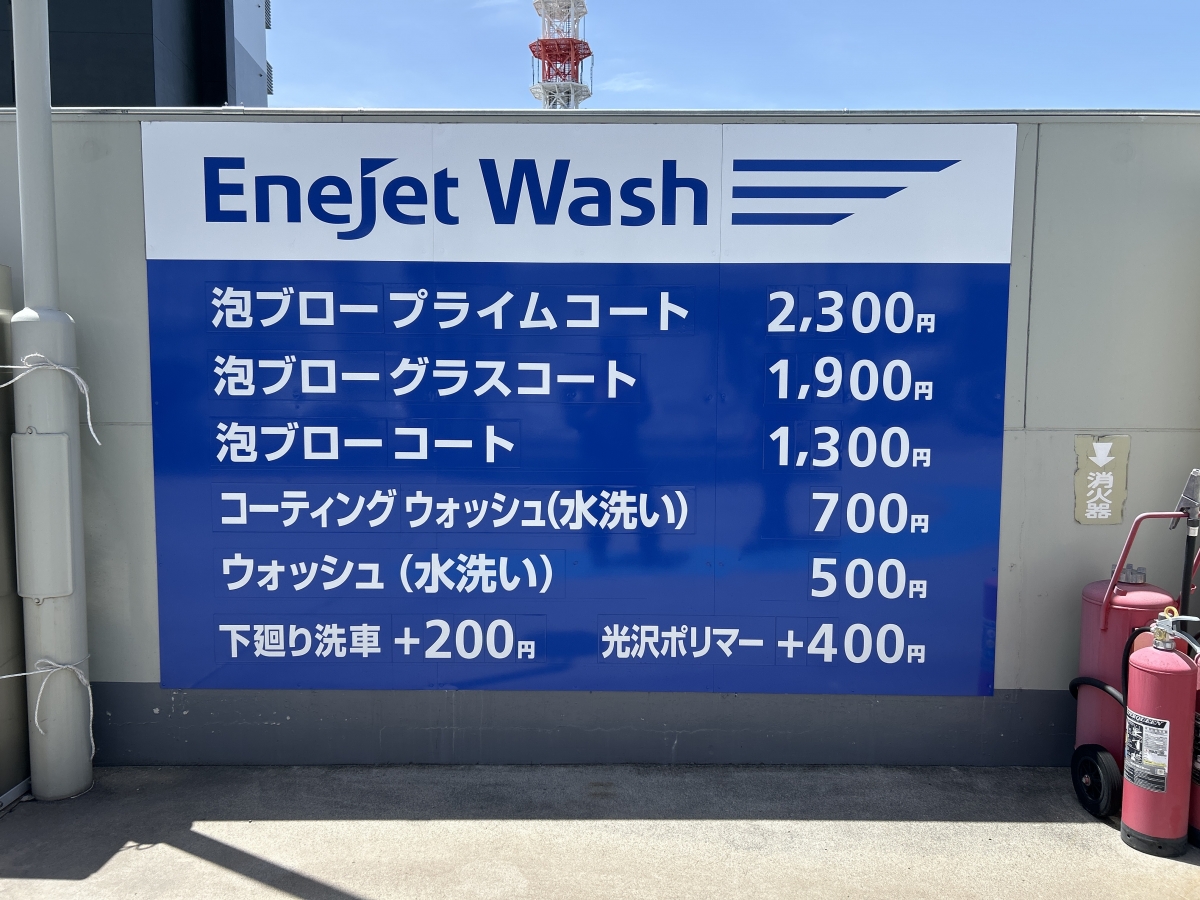 Enejet Wash
泡ブロープライムコート 2,300円
泡ブローグラスコート 1,900円
泡ブローコート 1,300円
コーティングウォッシュ(水洗い) 700円
ウォッシュ(水洗い) 500円
下廻り洗車 +200円 光沢ポリマー +400円
消火器